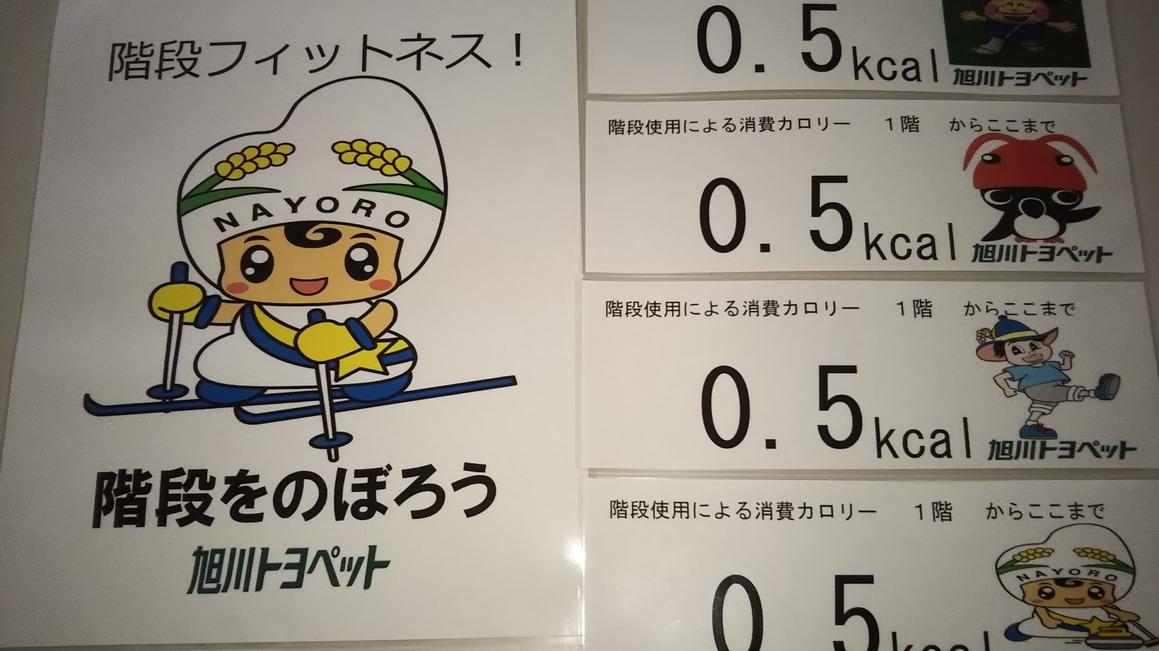 階段フィットネス！
NAYORO
階段をのぼろう
旭川トヨペット
0.5kcal
旭川トヨペット
階段使用による消費カロリー　1階　からここまで
0.5kcal
旭川トヨペット
階段使用による消費カロリー　1階　からここまで
0.5kcal
旭川トヨペット
階段使用による消費カロリー　1階　からここまで
NAYORO
0.5kcal